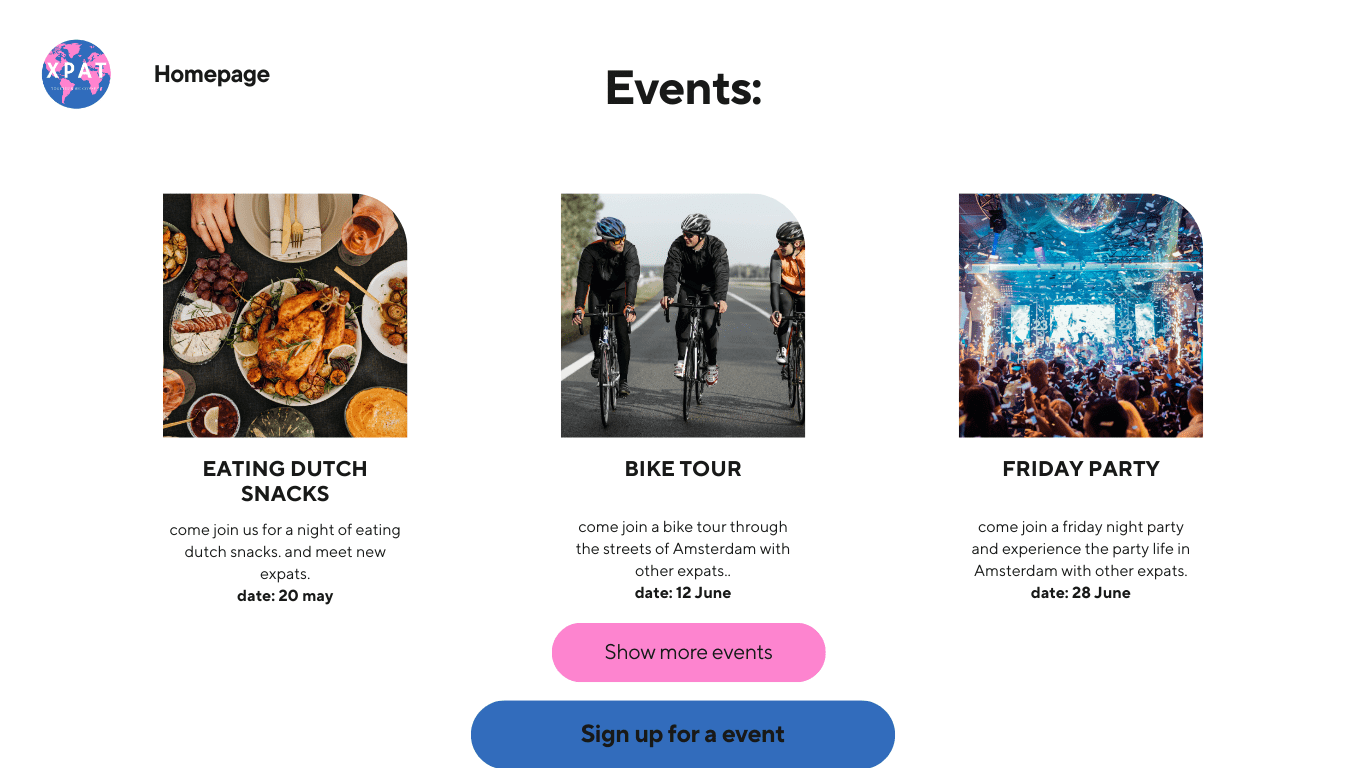 XPAT
Homepage
Events:
EATING DUTCH
SNACKS
come join us for a night of eating
dutch snacks. and meet new
expats.
date: 20 may
BIKE TOUR
come join a bike tour through
the streets of Amsterdam with
other expats..
date: 12 June
FRIDAY PARTY
come join a friday night party
and experience the party life in
Amsterdam with other expats.
date: 28 June
Show more events
Sign up for a event